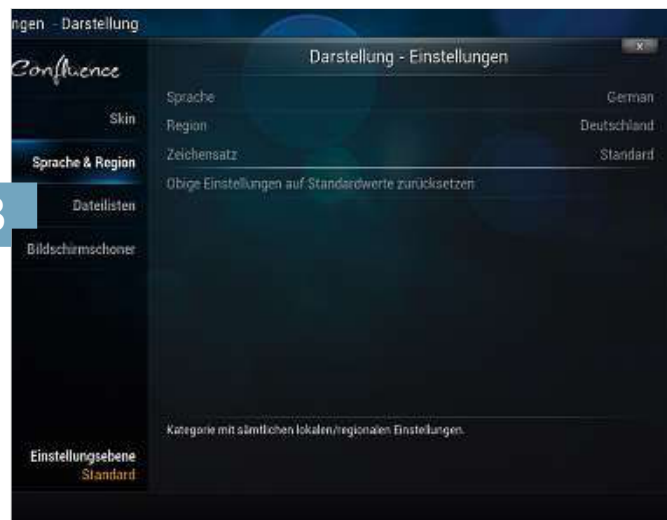 ngen - Darstellung
Confluence
Darstellung - Einstellungen
x
Skin
Sprache & Region
Dateilisten
Bildschirmschoner
Sprache German
Region Deutschland
Zeichensatz Standard
Obige Einstellungen auf Standardwerte zurücksetzen
3
Kategorie mit sämtlichen lokalen/regionalen Einstellungen.
Einstellungsebene
Standard